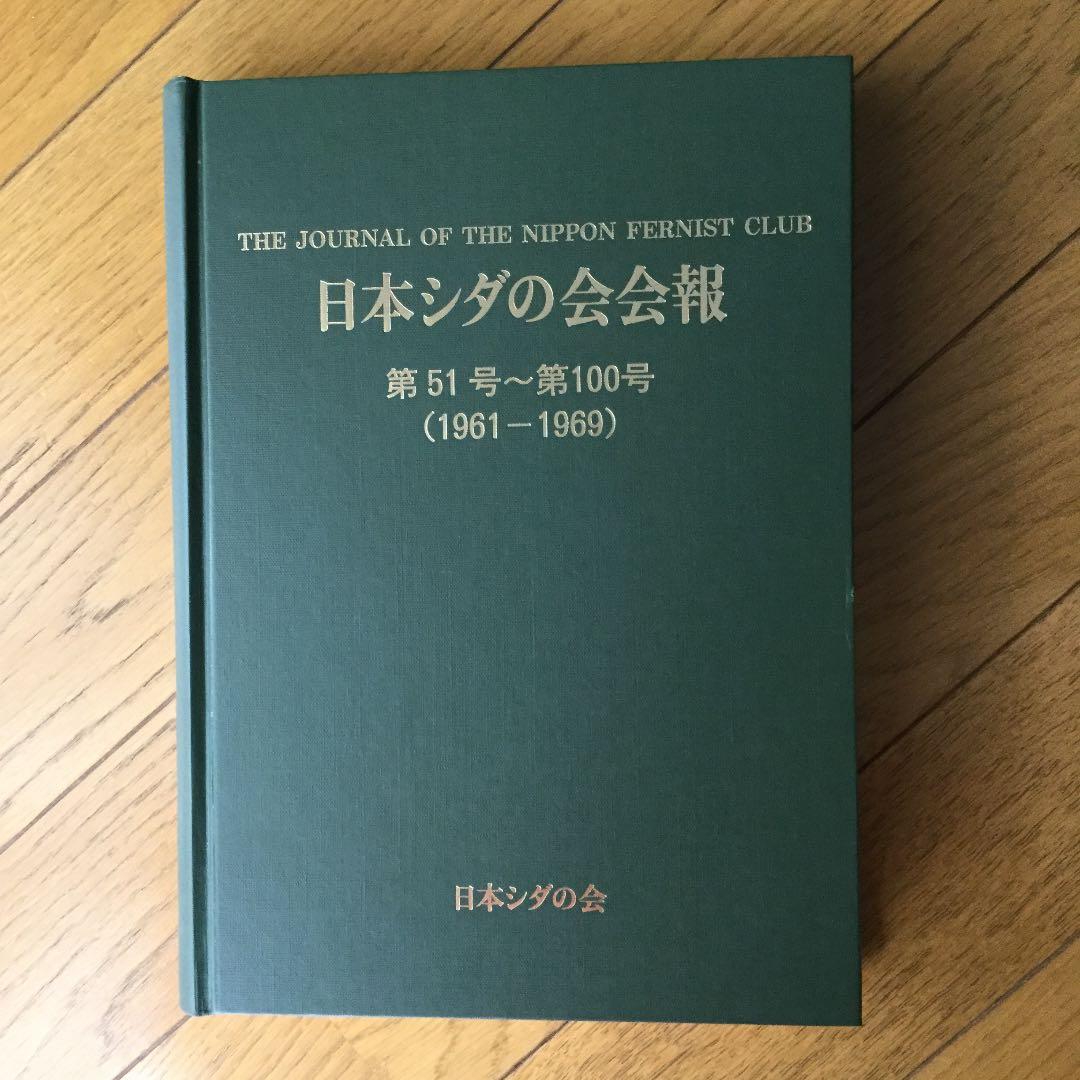 THE JOURNAL OF THE NIPPON FERNIST CLUB
日本シダの会会報
第51号～第100号
（1961－1969）
日本シダの会